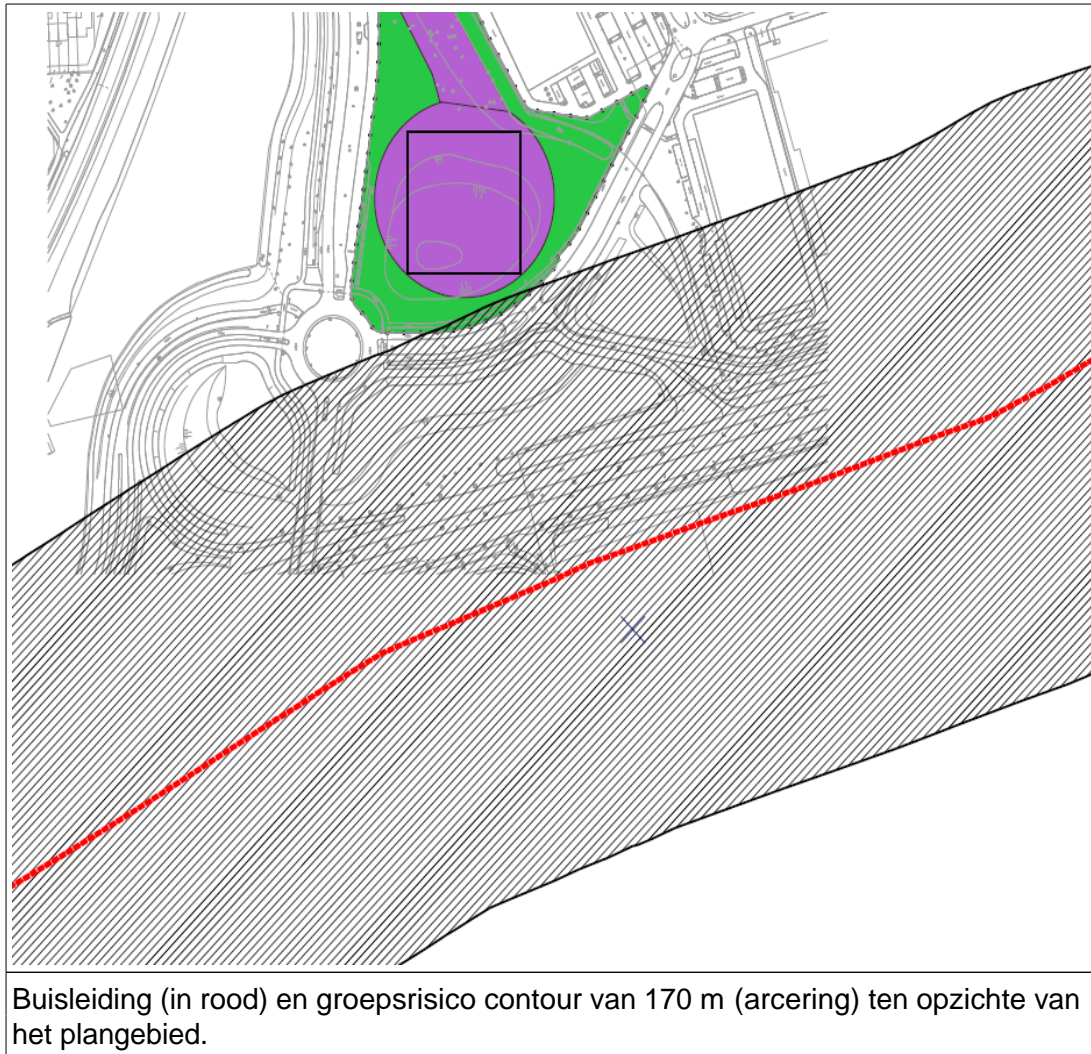 Buisleiding (in rood) en groepsrisico contour van 170 m (arcering) ten opzichte van
het plangebied.